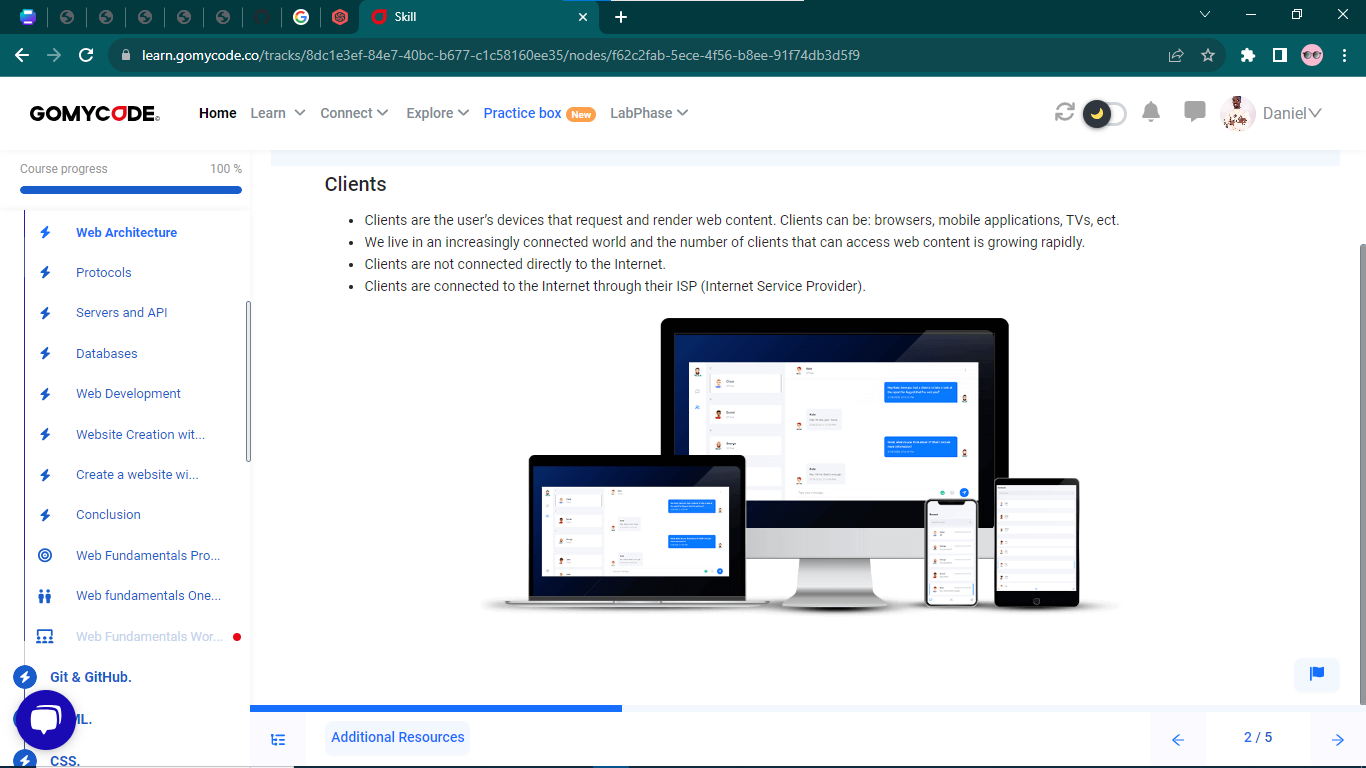 Skill
learn.gomycode.co/tracks/8dc1e3ef-84e7-40bc-b677-c1c58160ee35/nodes/f62c2fab-5ece-4f56-b8ee-91f74db3d5f9
GOMYCODE
Home Learn Connect Explore Practice box New LabPhase
Daniel
Course progress 100 %
Web Architecture
Protocols
Servers and API
Databases
Web Development
Website Creation wit...
Create a website wi...
Conclusion
Web Fundamentals Pro...
Web fundamentals One...
Web Fundamentals Wor...
Git & GitHub.
ML.
CSS.
Clients
Clients are the user's devices that request and render web content. Clients can be: browsers, mobile applications, TVs, ect.
We live in an increasingly connected world and the number of clients that can access web content is growing rapidly.
Clients are not connected directly to the Internet.
Clients are connected to the Internet through their ISP (Internet Service Provider).
Additional Resources
2 / 5